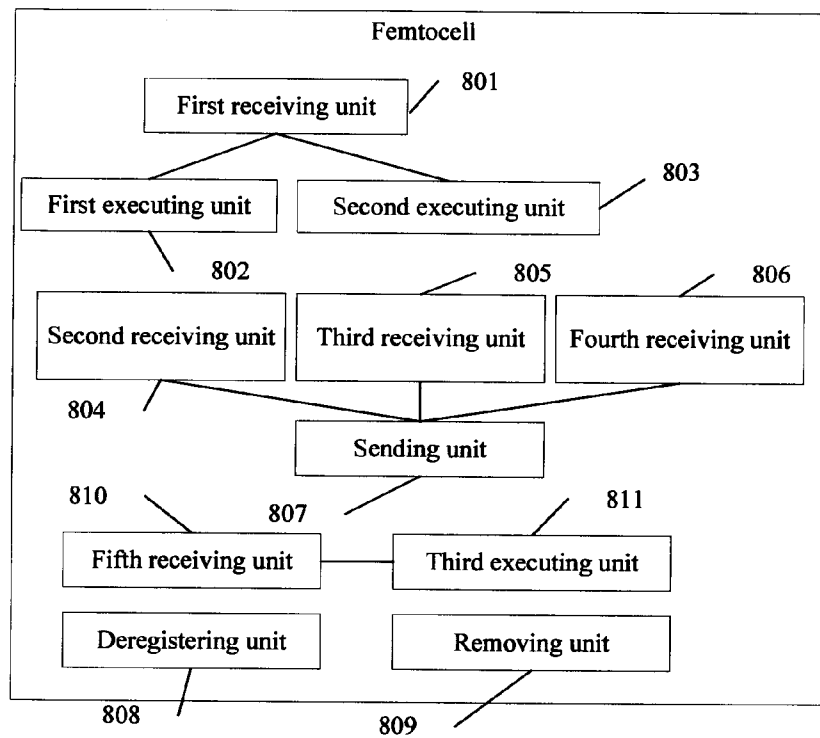 Femtocell
801
First receiving unit
803
First executing unit
Second executing unit
802
805
806
Second receiving unit
Third receiving unit
Fourth receiving unit
804
Sending unit
810
807
811
Fifth receiving unit
Third executing unit
Deregistering unit
Removing unit
808
809